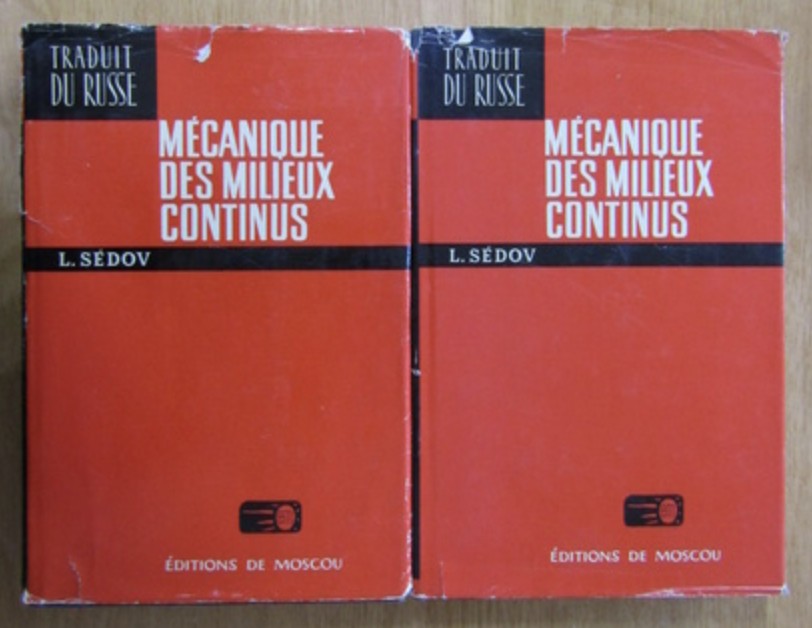 TRADUIT
DU RUSSE
MÉCANIQUE
DES MILIEUX
CONTINUS
L. SÉDOV
ÉDITIONS DE MOSCOU
TRADUIT
DU RUSSE
MÉCANIQUE
DES MILIEUX
CONTINUS
L. SÉDOV
ÉDITIONS DE MOSCOU